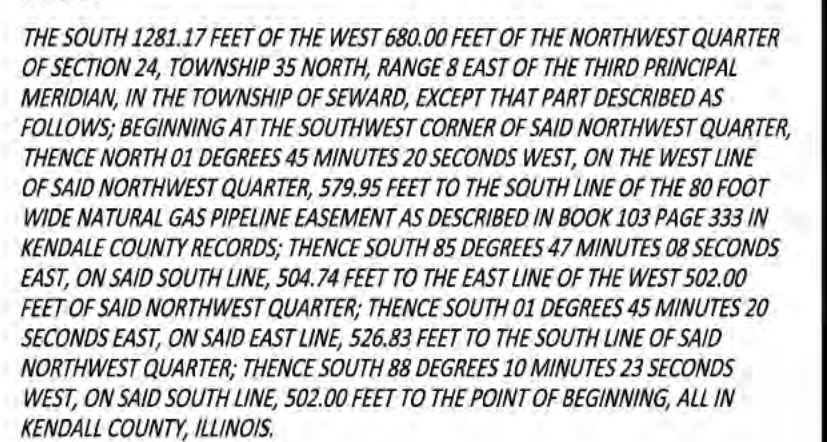 THE SOUTH 1281.17 FEET OF THE WEST 680.00 FEET OF THE NORTHWEST QUARTER
OF SECTION 24, TOWNSHIP 35 NORTH, RANGE 8 EAST OF THE THIRD PRINCIPAL
MERIDIAN, IN THE TOWNSHIP OF SEWARD, EXCEPT THAT PART DESCRIBED AS
FOLLOWS; BEGINNING AT THE SOUTHWEST CORNER OF SAID NORTHWEST QUARTER,
THENCE NORTH 01 DEGREES 45 MINUTES 20 SECONDS WEST, ON THE WEST LINE
OF SAID NORTHWEST QUARTER, 579.95 FEET TO THE SOUTH LINE OF THE 80 FOOT
WIDE NATURAL GAS PIPELINE EASEMENT AS DESCRIBED IN BOOK 103 PAGE 333 IN
KENDALE COUNTY RECORDS; THENCE SOUTH 85 DEGREES 47 MINUTES 08 SECONDS
EAST, ON SAID SOUTH LINE, 504.74 FEET TO THE EAST LINE OF THE WEST 502.00
FEET OF SAID NORTHWEST QUARTER; THENCE SOUTH 01 DEGREES 45 MINUTES 20
SECONDS EAST, ON SAID EAST LINE, 526.83 FEET TO THE SOUTH LINE OF SAID
NORTHWEST QUARTER; THENCE SOUTH 88 DEGREES 10 MINUTES 23 SECONDS
WEST, ON SAID SOUTH LINE, 502.00 FEET TO THE POINT OF BEGINNING, ALL IN
KENDALL COUNTY, ILLINOIS.